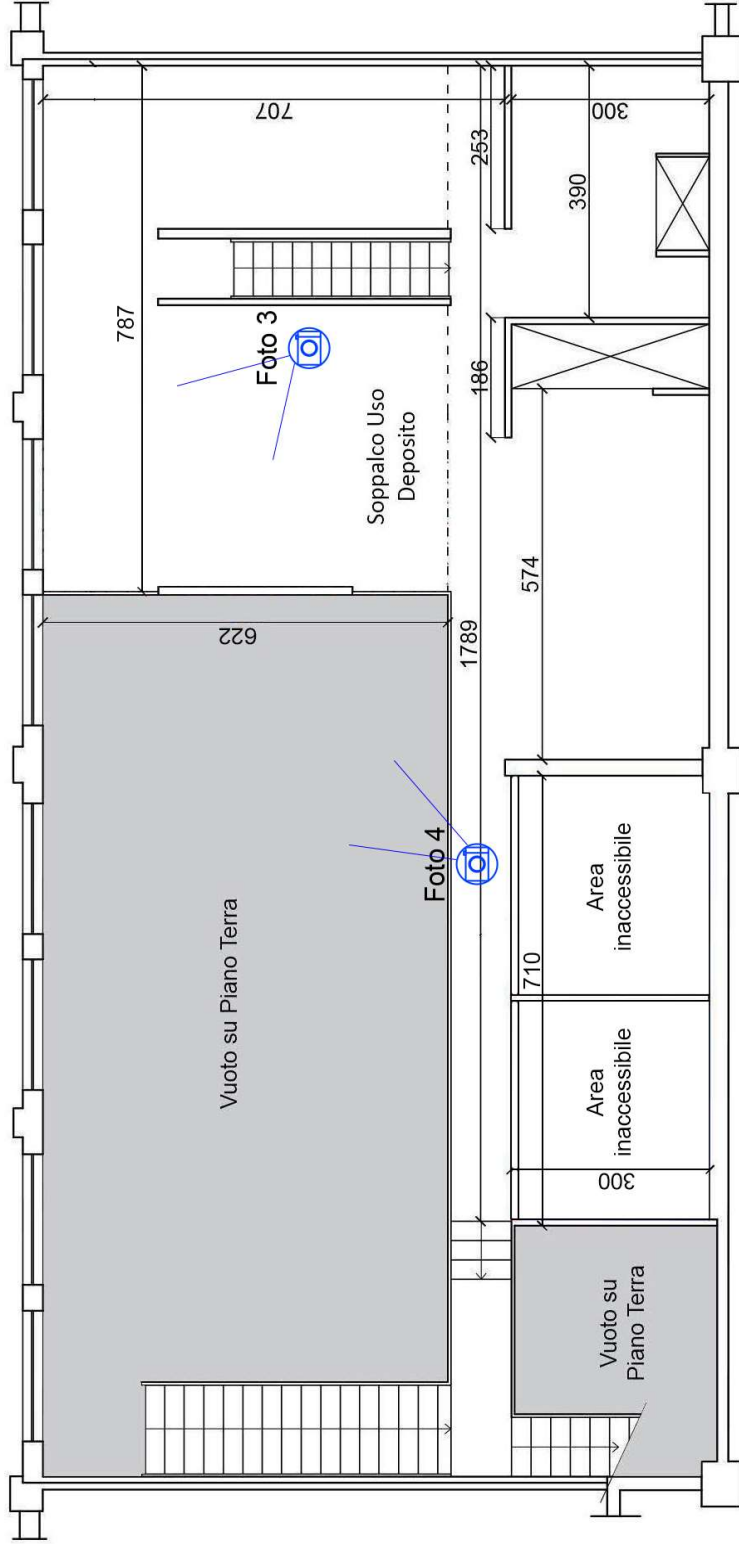 707
787
253
300
390
Foto 3
186
Soppalco Uso
Deposito
622
1789
574
Foto 4
Vuoto su Piano Terra
710
Area
inaccessibile
Area
inaccessibile
300
Vuoto su
Piano Terra